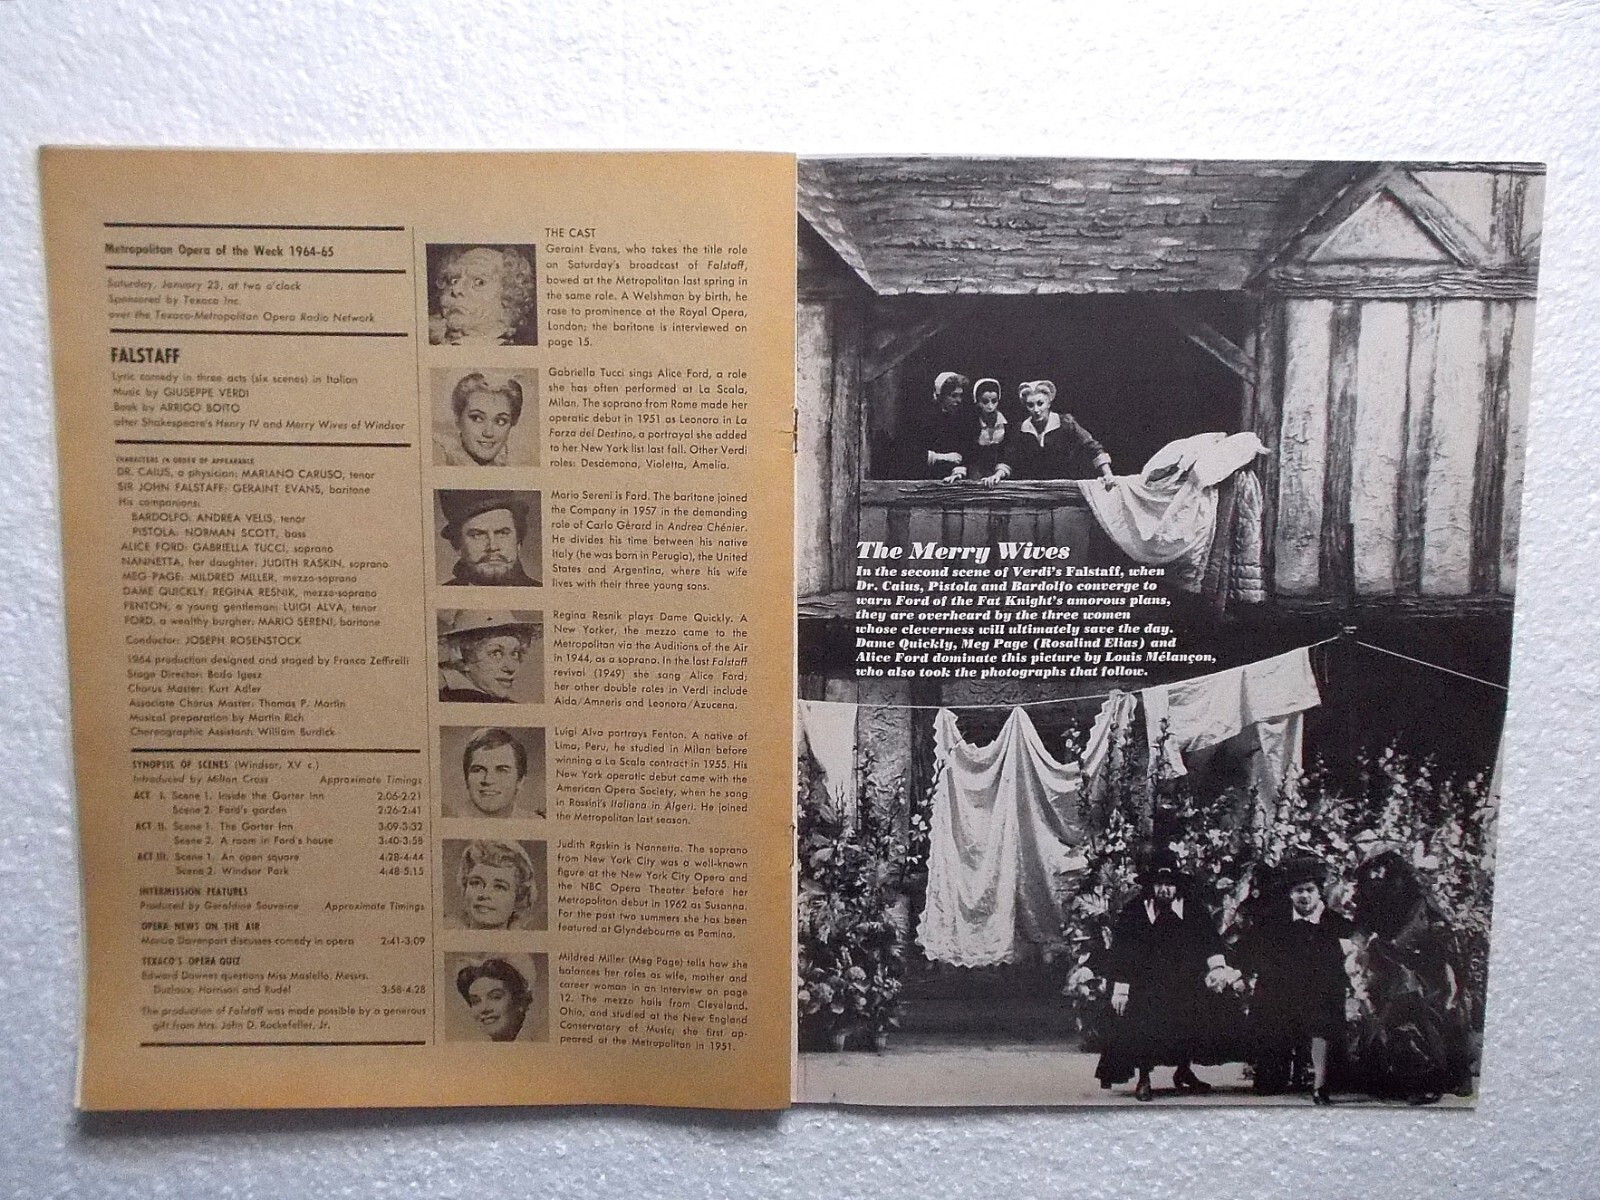 Metropolitan Opera of the Week 1964-65
Saturday, January 23, at two o'clock
Sponsored by Texaco Inc.
over the Texaco-Metropolitan Opera Radio Network
FALSTAFF
Lyric comedy in three acts (six scenes) in Italian
Music by GIUSEPPE VERDI
Book by ARRIGO BOITO
after Shakespeare's Henry IV and Merry Wives of Windsor
CHARACTERS IN ORDER OF APPEARANCE
DR. CAIUS, a physician: MARIANO CARUSO, tenor
SIR JOHN FALSTAFF: GERAINT EVANS, baritone
His companions:
BARDOLFO: ANDREA VELIS, tenor
PISTOLA: NORMAN SCOTT, bass
ALICE FORD: GABRIELLA TUCCI, soprano
NANNETTA, her daughter: JUDITH RASKIN, soprano
MEG PAGE: MILDRED MILLER, mezzo-soprano
DAME QUICKLY: REGINA RESNIK, mezzo-soprano
FENTON, a young gentleman: LUIGI ALVA, tenor
FORD, a wealthy burgher: MARIO SERENI, baritone
Conductor: JOSEPH ROSENSTOCK
1964 production designed and staged by Franco Zeffirelli
Stage Director: Bodo Igesz
Chorus Master: Kurt Adler
Associate Chorus Master: Thomas P. Martin
Musical preparation by Martin Rich
Choreographic Assistant: William Burdick
SYNOPSIS OF SCENES (Windsor, XV c.)
Introduced by Milton Cross Approximate Timings
ACT I. Scene 1. Inside the Garter Inn 2:06-2:21
Scene 2. Ford's garden 2:26-2:41
ACT II. Scene 1. The Garter Inn 3:09-3:32
Scene 2. A room in Ford's house 3:40-3:58
ACT III. Scene 1. An open square 4:28-4:44
Scene 2. Windsor Park 4:48-5:15
INTERMISSION FEATURES
Produced by Geraldine Souvaine Approximate Timings
OPERA NEWS ON THE AIR
Marcia Davenport discusses comedy in opera 2:41-3:09
TEXACO'S OPERA QUIZ
Edward Downes questions Miss Masiello, Messrs.
Duzloux, Harrison and Rudel 3:58-4:28
The production of Falstaff was made possible by a generous
gift from Mrs. John D. Rockefeller, Jr.
THE CAST
Geraint Evans, who takes the title role
on Saturday's broadcast of Falstaff,
bowed at the Metropolitan last spring in
the same role. A Welshman by birth, he
rose to prominence at the Royal Opera,
London; the baritone is interviewed on
page 15.
Gabriella Tucci sings Alice Ford, a role
she has often performed at La Scala,
Milan. The soprano from Rome made her
operatic debut in 1951 as Leonora in La
Forza del Destino, a portrayal she added
to her New York list last fall. Other Verdi
roles: Desdemona, Violetta, Amelia.
Mario Sereni is Ford. The baritone joined
the Company in 1957 in the demanding
role of Carlo Gérard in Andrea Chénier.
He divides his time between his native
Italy (he was born in Perugia), the United
States and Argentina, where his wife
lives with their three young sons.
Regina Resnik plays Dame Quickly. A
New Yorker, the mezzo came to the
Metropolitan via the Auditions of the Air
in 1944, as a soprano. In the last Falstaff
revival (1949) she sang Alice Ford;
her other double roles in Verdi include
Aida/Amneris and Leonora/Azucena.
Luigi Alva portrays Fenton. A native of
Lima, Peru, he studied in Milan before
winning a La Scala contract in 1955. His
New York operatic debut came with the
American Opera Society, when he sang
in Rossini's Italiana in Algeri. He joined
the Metropolitan last season.
Judith Raskin is Nannetta. The soprano
from New York City was a well-known
figure at the New York City Opera and
the NBC Opera Theater before her
Metropolitan debut in 1962 as Susanna.
For the past two summers she has been
featured at Glyndebourne as Pamina.
Mildred Miller (Meg Page) tells how she
balances her roles as wife, mother and
career woman in an interview on page
12. The mezzo hails from Cleveland,
Ohio, and studied at the New England
Conservatory of Music; she first ap-
peared at the Metropolitan in 1951.
The Merry Wives
In the second scene of Verdi's Falstaff, when
Dr. Caius, Pistola and Bardolfo converge to
warn Ford of the Fat Knight's amorous plans,
they are overheard by the three women
whose cleverness will ultimately save the day.
Dame Quickly, Meg Page (Rosalind Elias) and
Alice Ford dominate this picture by Louis Mélançon,
who also took the photographs that follow.